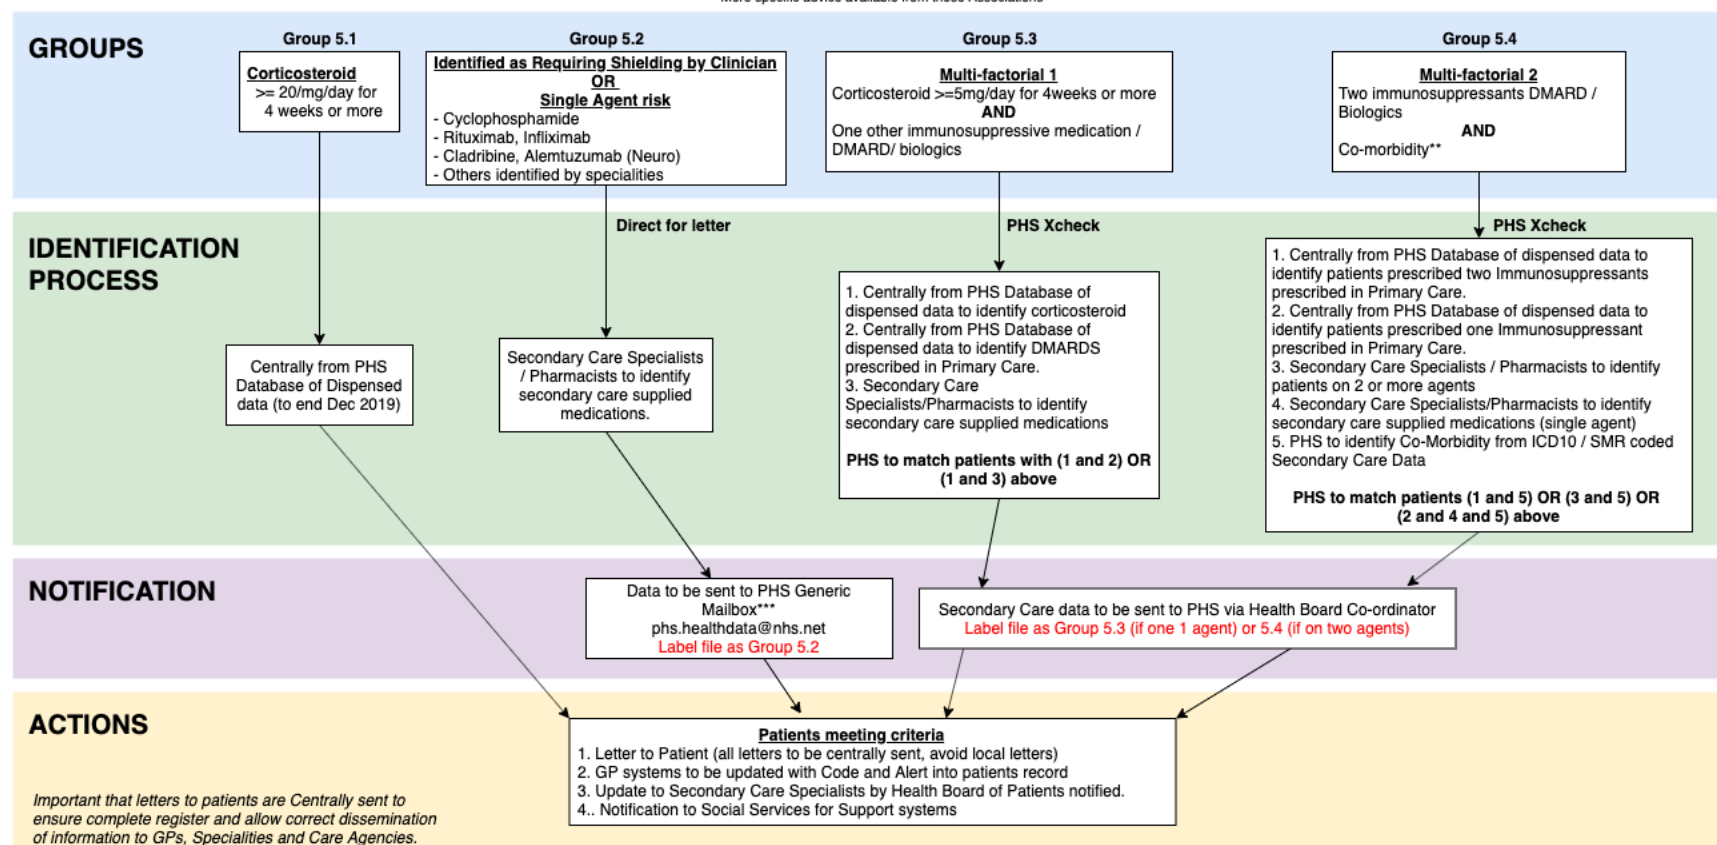 More specific advice available from these Associations
GROUPS
Group 5.1
Corticosteroid
>= 20/mg/day for
4 weeks or more
Group 5.2
Identified as Requiring Shielding by Clinician
OR
Single Agent risk
- Cyclophosphamide
- Rituximab, Infliximab
- Cladribine, Alemtuzumab (Neuro)
- Others identified by specialities
Group 5.3
Multi-factorial 1
Corticosteroid >=5mg/day for 4weeks or more
AND
One other immunosuppressive medication /
DMARD/ biologics
Group 5.4
Multi-factorial 2
Two immunosuppressants DMARD /
Biologics
AND
Co-morbidity**
IDENTIFICATION
PROCESS
Direct for letter
PHS Xcheck
PHS Xcheck
Centrally from PHS
Database of Dispensed
data (to end Dec 2019)
Secondary Care Specialists
/ Pharmacists to identify
secondary care supplied
medications.
1. Centrally from PHS Database of
dispensed data to identify corticosteroid
2. Centrally from PHS Database of
dispensed data to identify DMARDS
prescribed in Primary Care.
3. Secondary Care
Specialists/Pharmacists to identify
secondary care supplied medications
PHS to match patients with (1 and 2) OR
(1 and 3) above
1. Centrally from PHS Database of dispensed data to
identify patients prescribed two Immunosuppressants
prescribed in Primary Care.
2. Centrally from PHS Database of dispensed data to
identify patients prescribed one Immunosuppressant
prescribed in Primary Care.
3. Secondary Care Specialists / Pharmacists to identify
patients on 2 or more agents
4. Secondary Care Specialists/Pharmacists to identify
secondary care supplied medications (single agent)
5. PHS to identify Co-Morbidity from ICD10 / SMR coded
Secondary Care Data
PHS to match patients (1 and 5) OR (3 and 5) OR
(2 and 4 and 5) above
NOTIFICATION
Data to be sent to PHS Generic
Mailbox***
phs.healthdata@nhs.net
Label file as Group 5.2
Secondary Care data to be sent to PHS via Health Board Co-ordinator
Label file as Group 5.3 (if one 1 agent) or 5.4 (if on two agents)
ACTIONS
Important that letters to patients are Centrally sent to
ensure complete register and allow correct dissemination
of information to GPs, Specialities and Care Agencies.
Patients meeting criteria
1. Letter to Patient (all letters to be centrally sent, avoid local letters)
2. GP systems to be updated with Code and Alert into patients record
3. Update to Secondary Care Specialists by Health Board of Patients notified.
4.. Notification to Social Services for Support systems